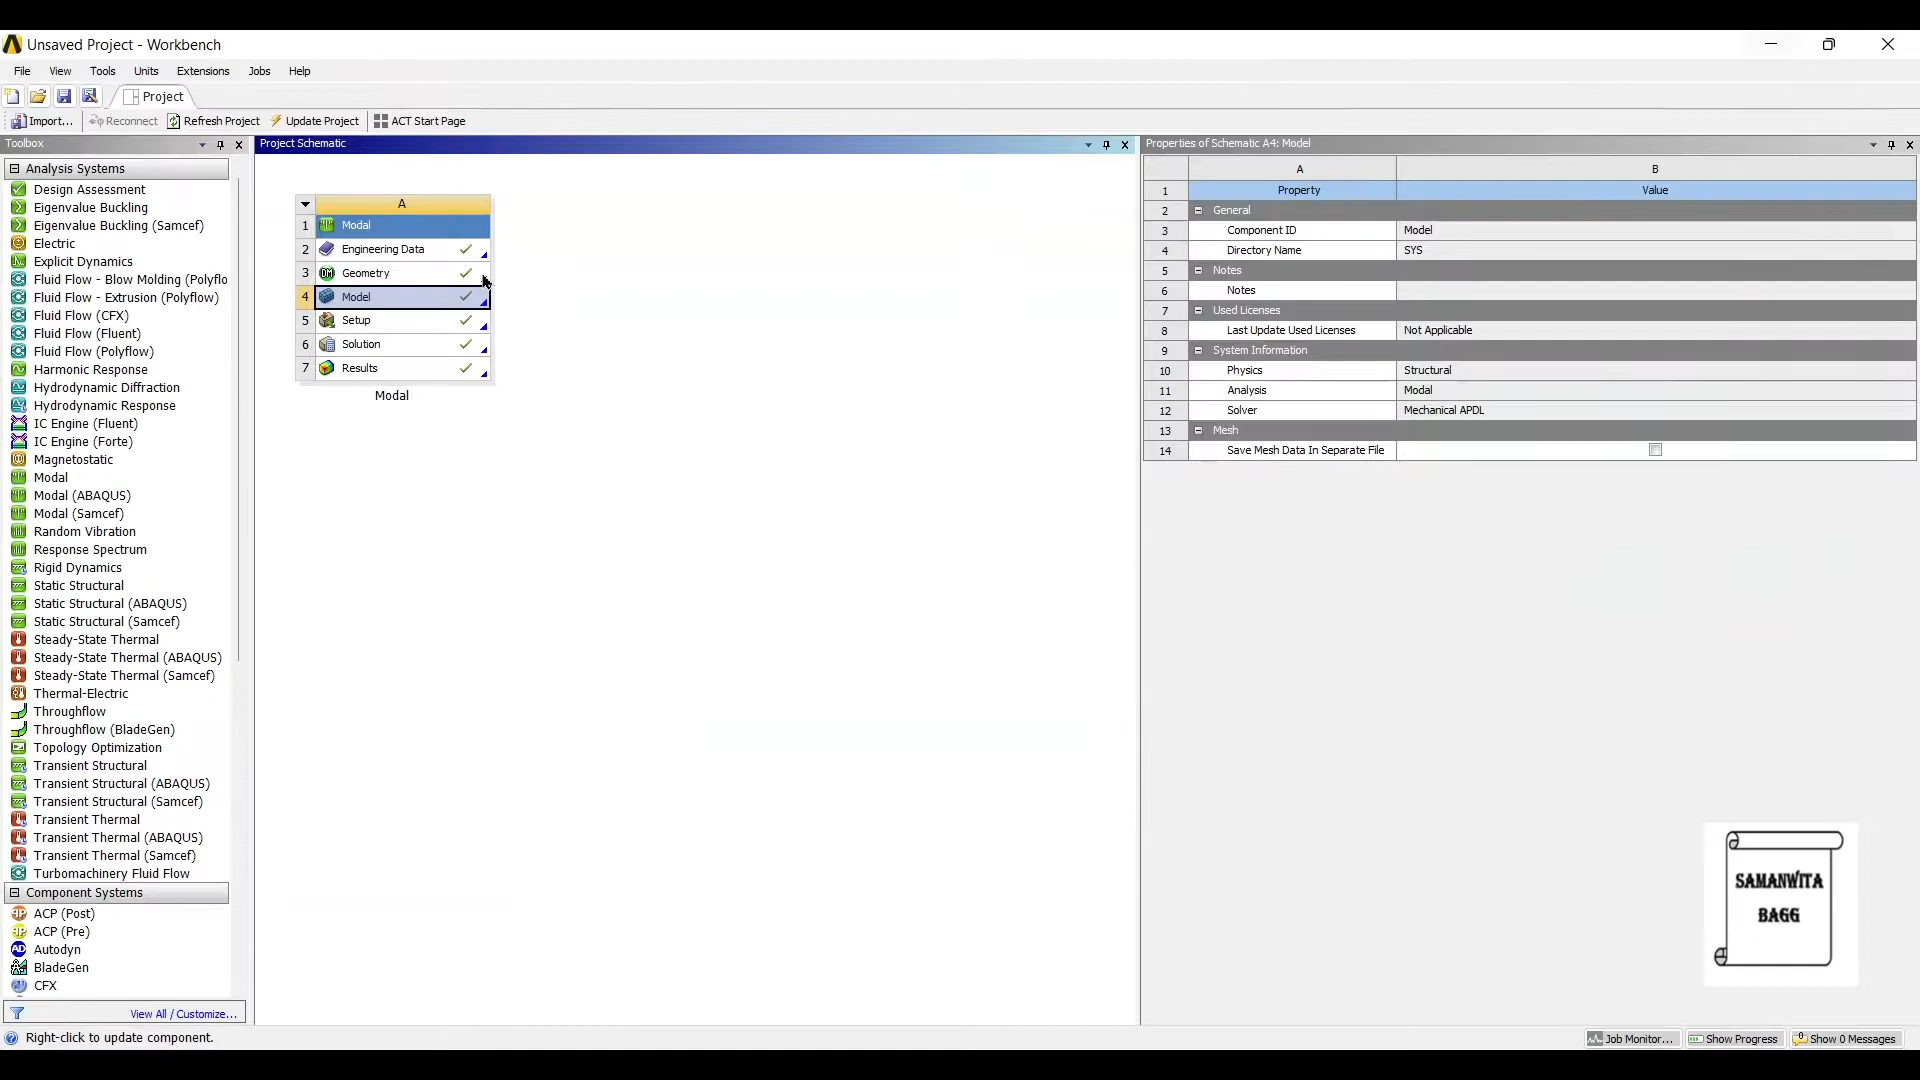 Unsaved Project - Workbench
File View Tools Units Extensions Jobs Help
Project
Import... Reconnect Refresh Project Update Project ACT Start Page
Toolbox
Analysis Systems
Design Assessment
Eigenvalue Buckling
Eigenvalue Buckling (Samcef)
Electric
Explicit Dynamics
Fluid Flow - Blow Molding (Polyflo
Fluid Flow - Extrusion (Polyflow)
Fluid Flow (CFX)
Fluid Flow (Fluent)
Fluid Flow (Polyflow)
Harmonic Response
Hydrodynamic Diffraction
Hydrodynamic Response
IC Engine (Fluent)
IC Engine (Forte)
Magnetostatic
Modal
Modal (ABAQUS)
Modal (Samcef)
Random Vibration
Response Spectrum
Rigid Dynamics
Static Structural
Static Structural (ABAQUS)
Static Structural (Samcef)
Steady-State Thermal
Steady-State Thermal (ABAQUS)
Steady-State Thermal (Samcef)
Thermal-Electric
Throughflow
Throughflow (BladeGen)
Topology Optimization
Transient Structural
Transient Structural (ABAQUS)
Transient Structural (Samcef)
Transient Thermal
Transient Thermal (ABAQUS)
Transient Thermal (Samcef)
Turbomachinery Fluid Flow
Component Systems
ACP (Post)
ACP (Pre)
Autodyn
BladeGen
CFX
View All / Customize...
Project Schematic
A
1 Modal
2 Engineering Data
3 Geometry
4 Model
5 Setup
6 Solution
7 Results
Modal
Properties of Schematic A4: Model
A B
1 Property Value
2 General
3 Component ID Model
4 Directory Name SYS
5 Notes
6 Notes
7 Used Licenses
8 Last Update Used Licenses Not Applicable
9 System Information
10 Physics Structural
11 Analysis Modal
12 Solver Mechanical APDL
13 Mesh
14 Save Mesh Data In Separate File
SAMANWITA
BAGG
Right-click to update component.
Job Monitor... Show Progress Show 0 Messages